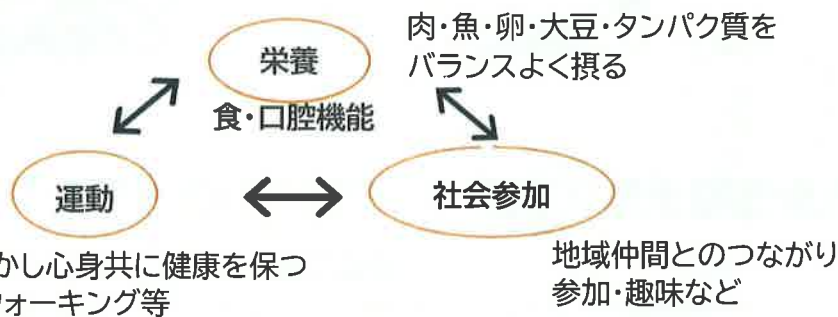 肉・魚・卵・大豆・タンパク質を
バランスよく摂る
栄養
食・口腔機能
運動
社会参加
かし心身共に健康を保つ
ォーキング等
地域仲間とのつながり
参加・趣味など